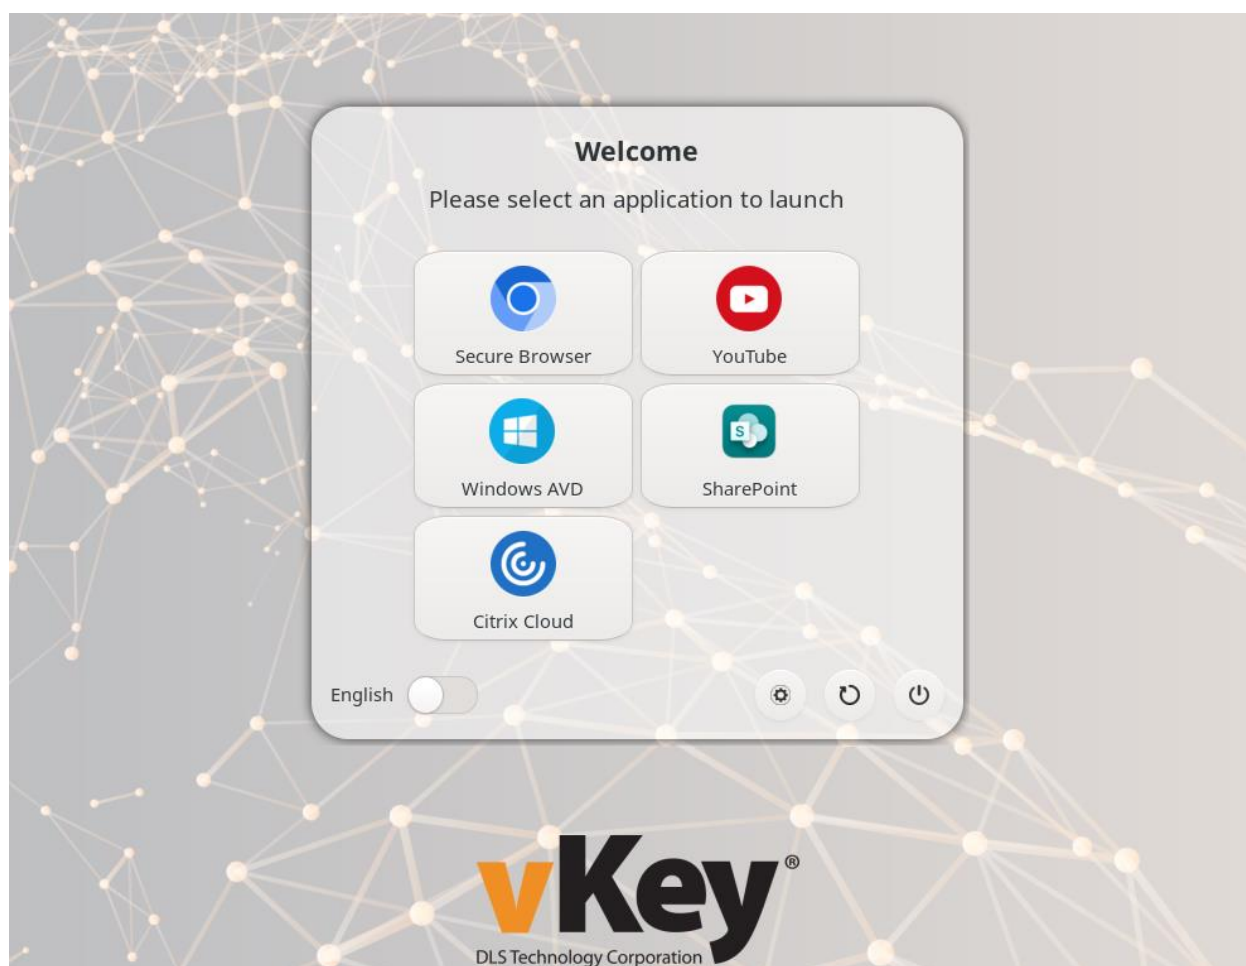 Welcome
Please select an application to launch
Secure Browser
YouTube
Windows AVD
S
SharePoint
Citrix Cloud
English
vKey®
DLS Technology Corporation